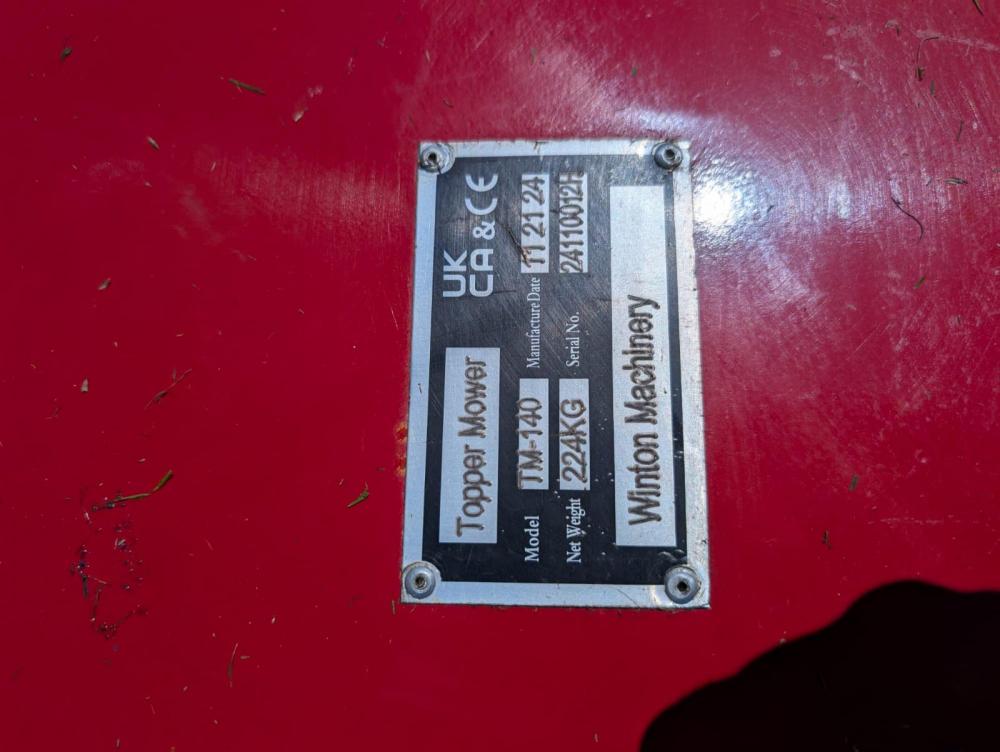 Topper Mower UK CA & CE
Model TM-140 Manufacture Date 11 21 24
Net Weight 224KG Serial No. 24110012H
Winton Machinery